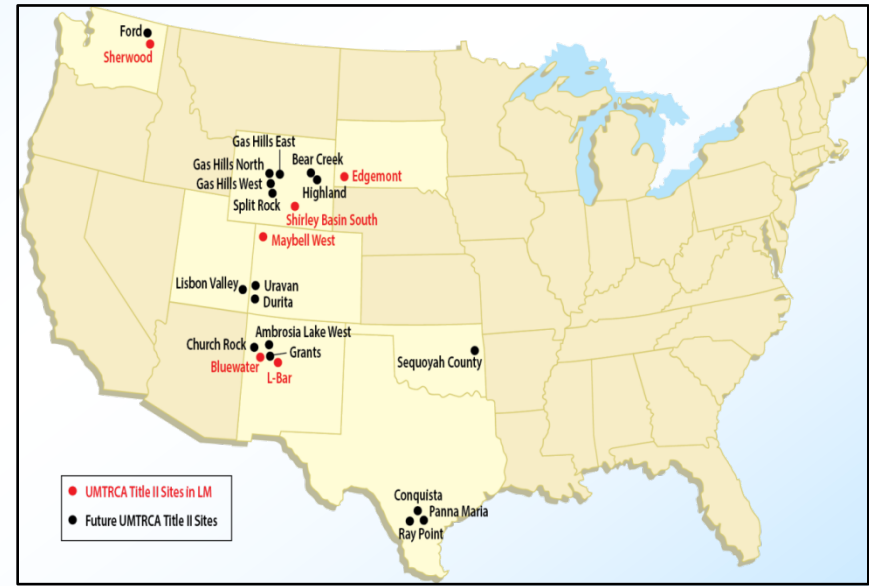 Ford
Sherwood
Gas Hills East
Gas Hills North
Bear Creek
Gas Hills West
Highland
Edgemont
Split Rock
Shirley Basin South
Maybell West
Lisbon Valley
Uravan
Durita
Ambrosia Lake West
Church Rock
Grants
Bluewater
L-Bar
Sequoyah County
UMTRCA Title II Sites in LM
Future UMTRCA Title II Sites
Conquista
Panna Maria
Ray Point